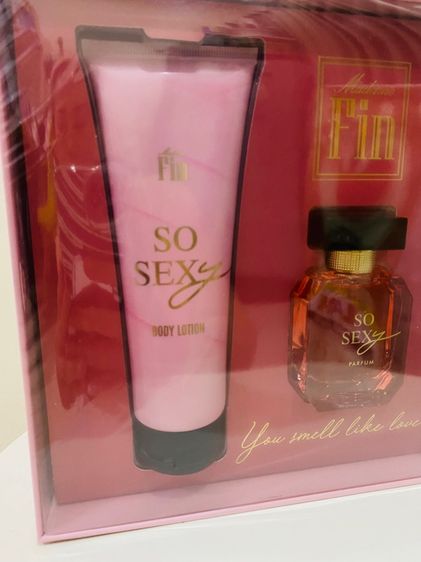 Madame
Fin
Fin
SO
SEXy
BODY LOTION
SO
SEXy
PARFUM
You smell like love